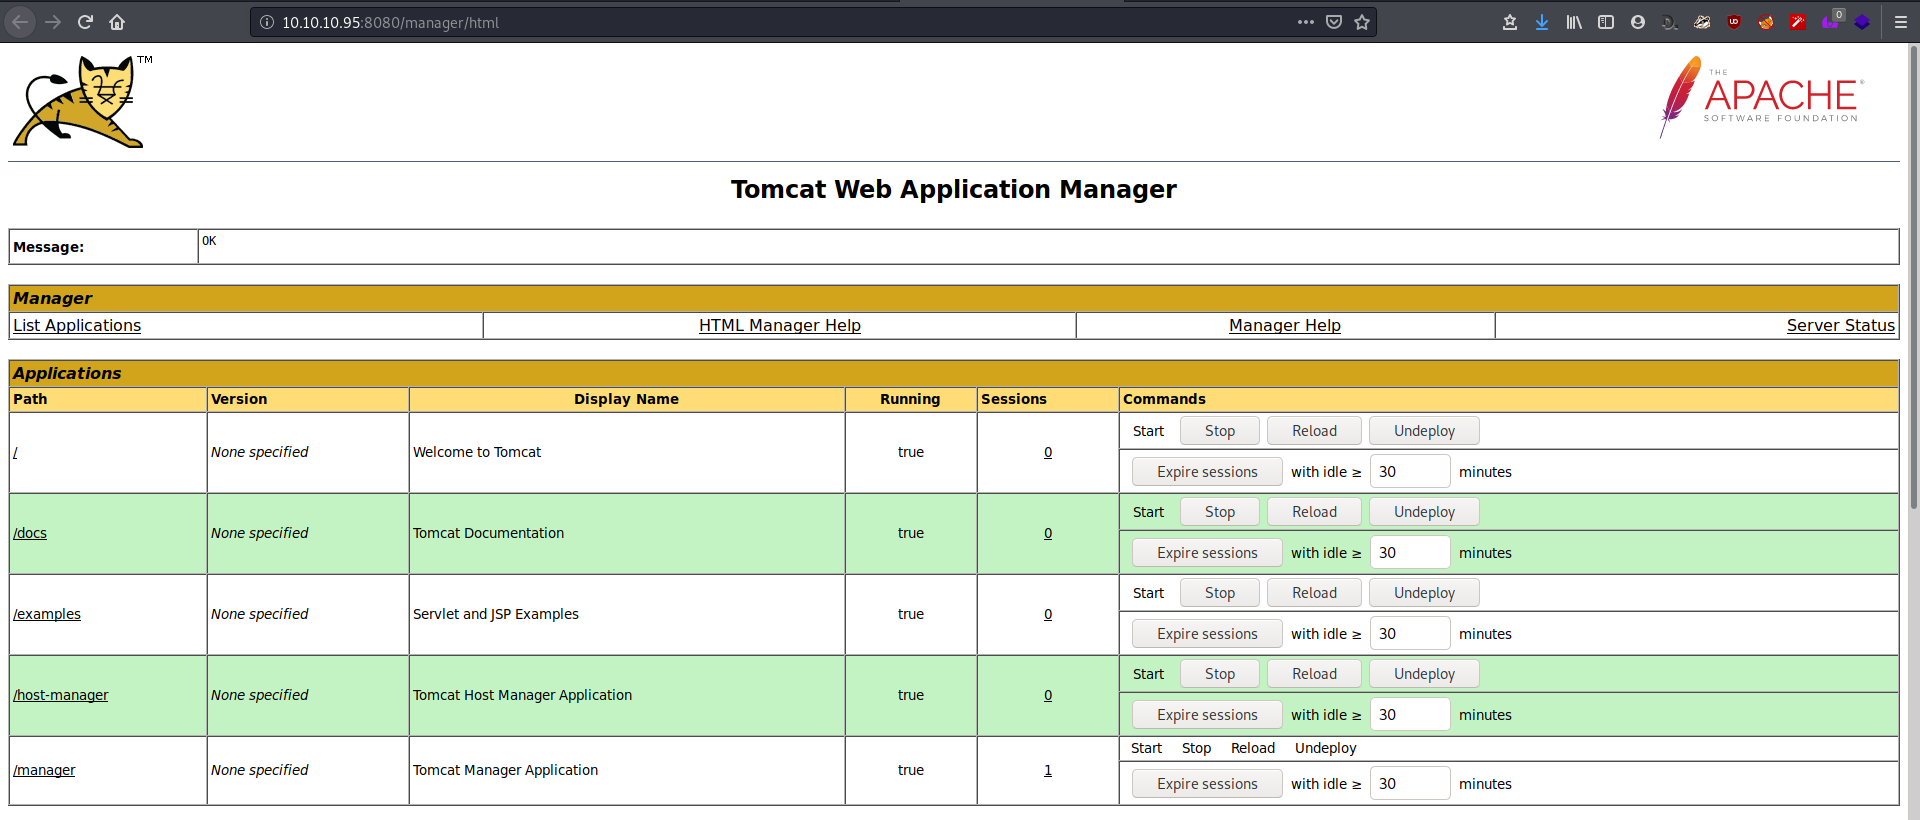 10.10.10.95:8080/manager/html
0
TM
THE
APACHE®
SOFTWARE FOUNDATION
Tomcat Web Application Manager
Message: OK
Manager
List Applications HTML Manager Help Manager Help Server Status
Applications
Path Version Display Name Running Sessions Commands
/ None specified Welcome to Tomcat true 0 Start Stop Reload Undeploy
Expire sessions with idle ≥ 30 minutes
/docs None specified Tomcat Documentation true 0 Start Stop Reload Undeploy
Expire sessions with idle ≥ 30 minutes
/examples None specified Servlet and JSP Examples true 0 Start Stop Reload Undeploy
Expire sessions with idle ≥ 30 minutes
/host-manager None specified Tomcat Host Manager Application true 0 Start Stop Reload Undeploy
Expire sessions with idle ≥ 30 minutes
/manager None specified Tomcat Manager Application true 1 Start Stop Reload Undeploy
Expire sessions with idle ≥ 30 minutes